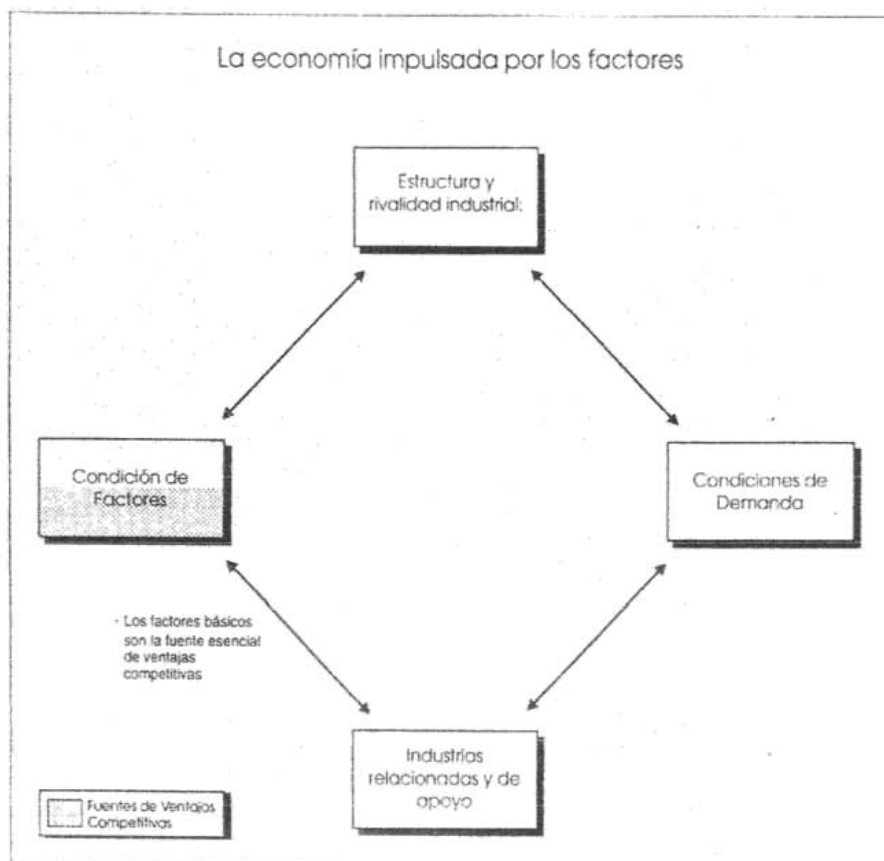 La economía impulsada por los factores
Estructura y
rivalidad industrial:
Condición de
Factores
Condiciones de
Demanda
- Los factores básicos
son la fuente esencial
de ventajas
competitivas
Industrias
relacionadas y de
apoyo
Fuentes de Ventajas
Competitivas